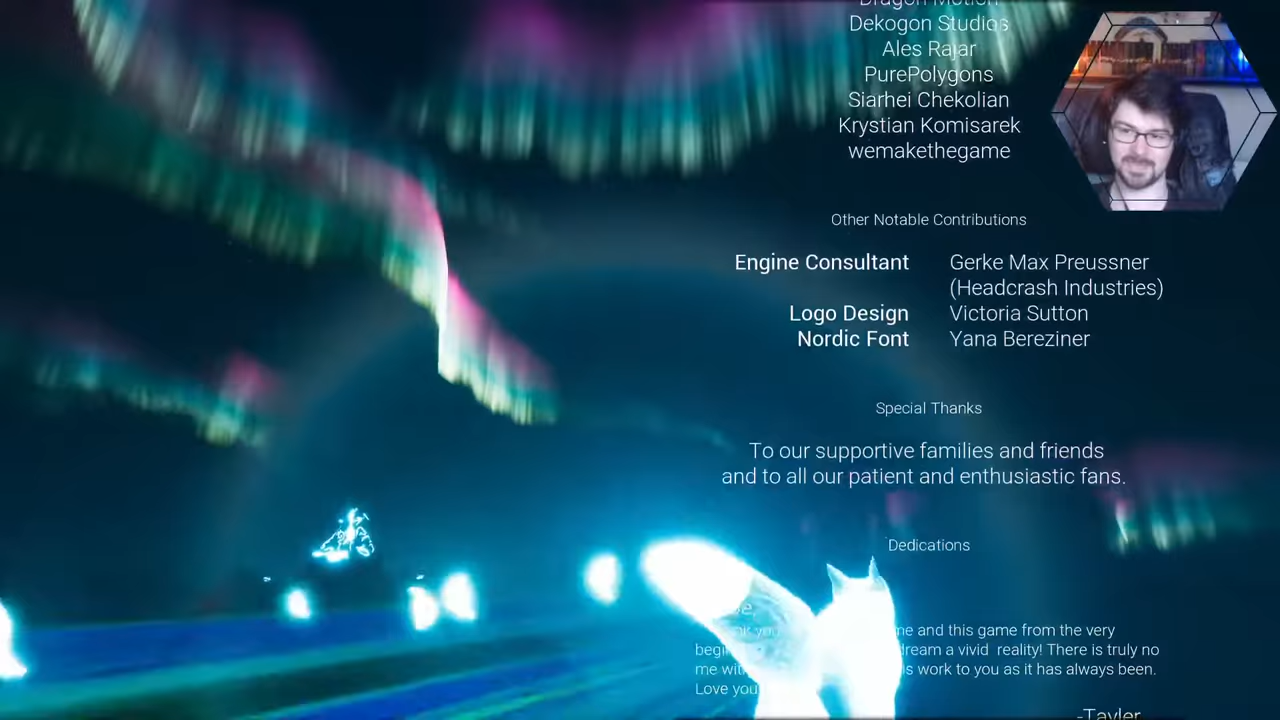 Dragon Motion
Dekogon Studios
Ales Rajar
PurePolygons
Siarhei Chekolian
Krystian Komisarek
wemakethegame
Other Notable Contributions
Engine Consultant Gerke Max Preussner
(Headcrash Industries)
Logo Design Victoria Sutton
Nordic Font Yana Bereziner
Special Thanks
To our supportive families and friends
and to all our patient and enthusiastic fans.
Dedications
me and this game from the very
dream a vivid reality! There is truly no
me work to you as it has always been.
Love you
-Tayler